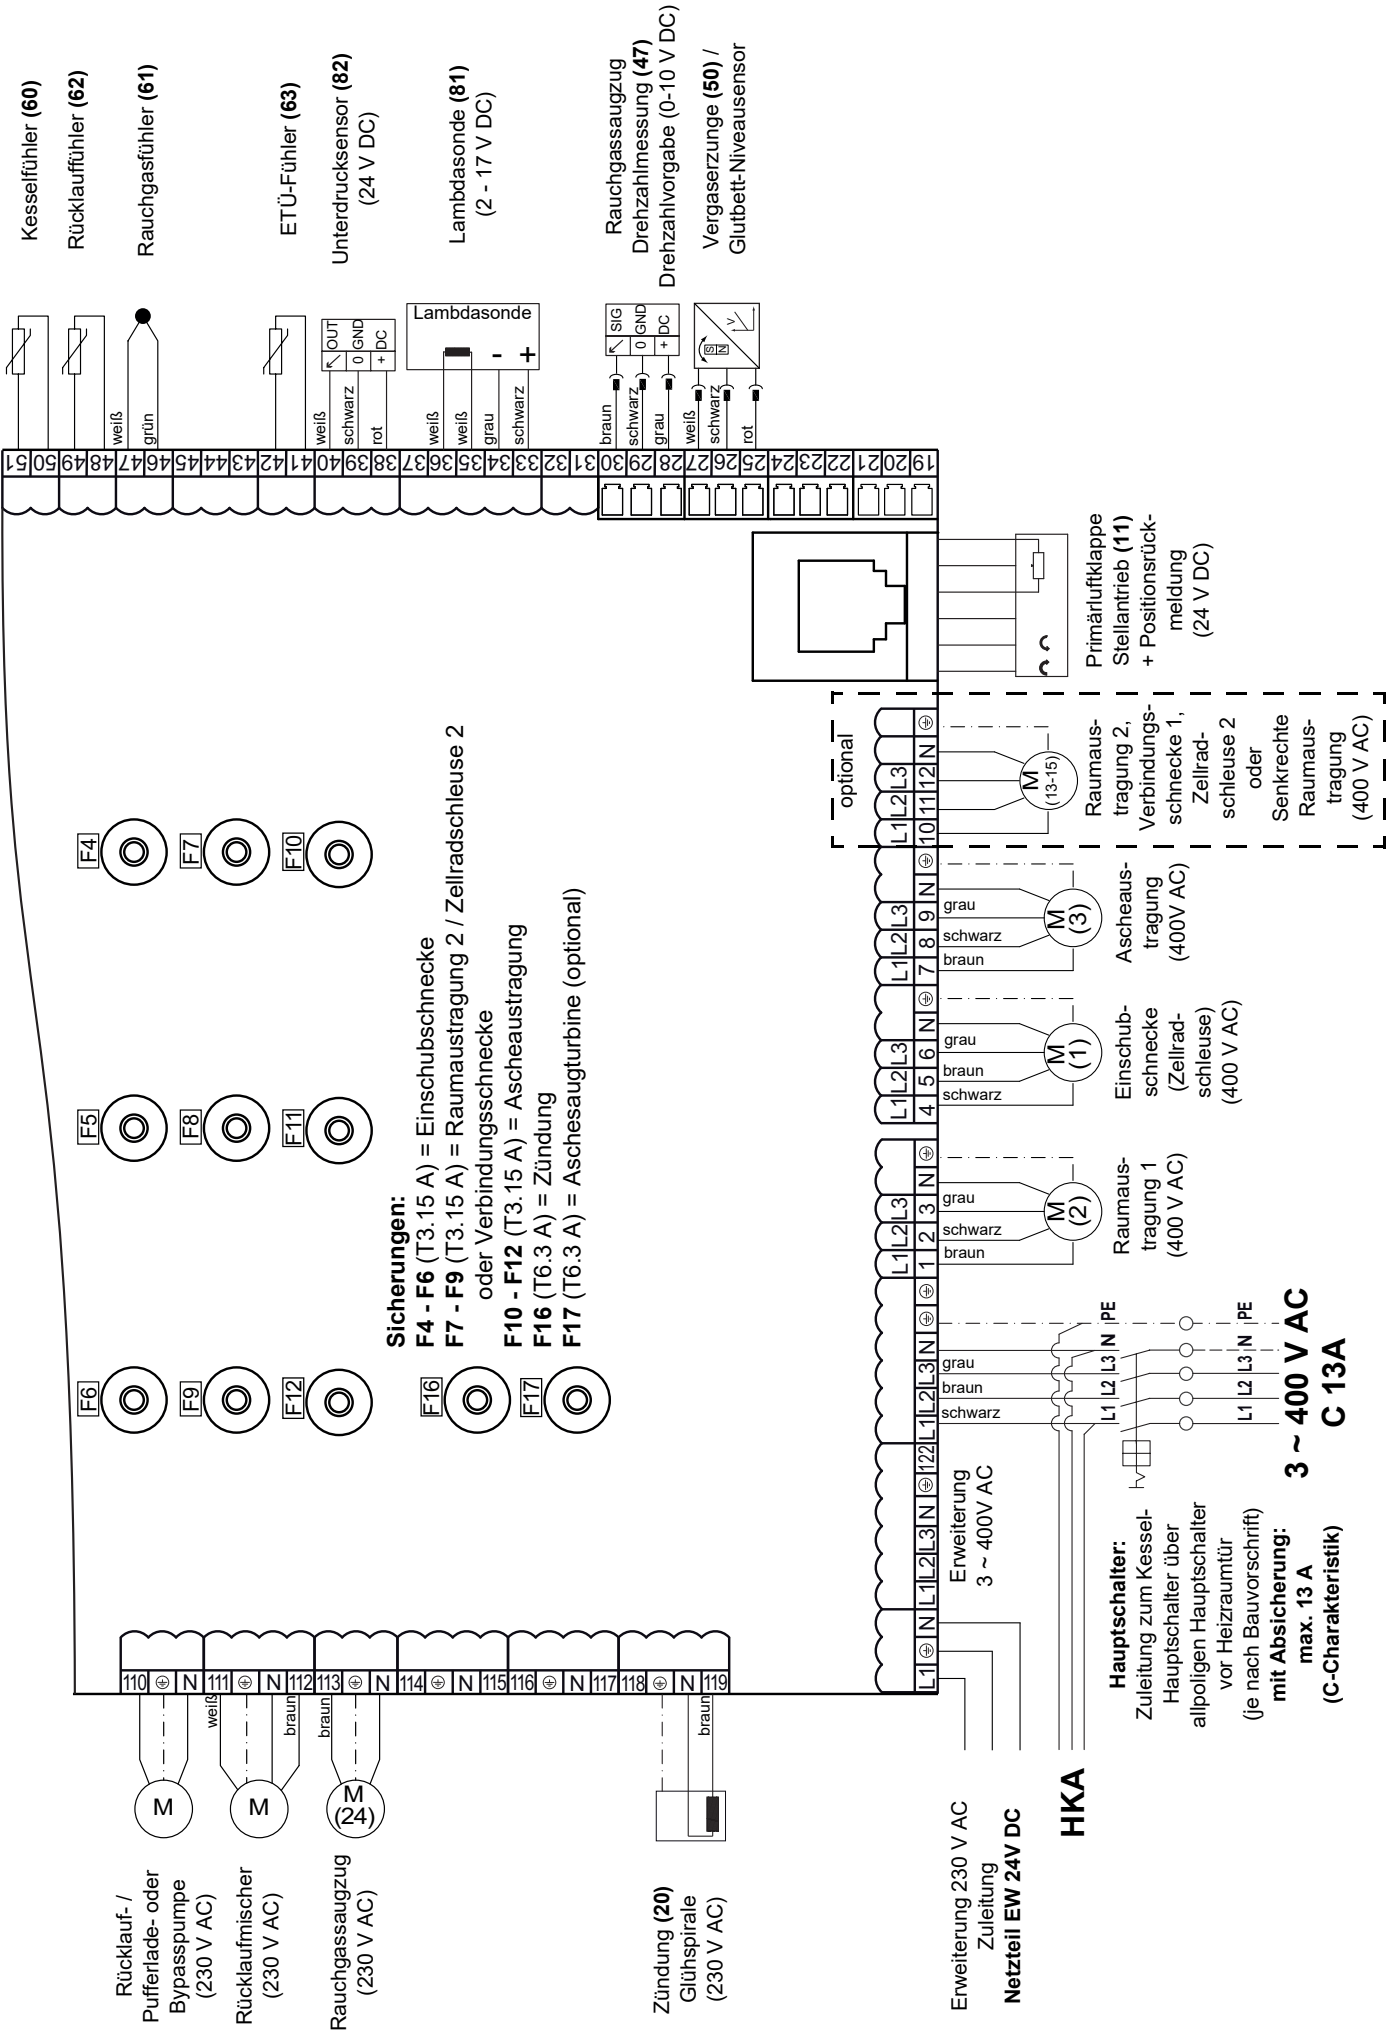 Kesselfühler (60)
Rücklauffühler (62)
Rauchgasfühler (61)
ETÜ-Fühler (63)
Unterdrucksensor (82)
(24 V DC)
Lambdasonde (81)
(2 - 17 V DC)
Rauchgassaugzug
Drehzahlmessung (47)
Drehzahlvorgabe (0-10 V DC)
Vergaserzunge (50) /
Glutbett-Niveausensor
weiß
grün
weiß
schwarz
rot
OUT
0 GND
+ DC
Lambdasonde
- +
weiß
weiß
grau
schwarz
SIG
0 GND
+ DC
braun
schwarz
grau
S N
V
weiß
schwarz
rot
51 50 49 48 47 46 45 44 43 42 41 40 39 38 37 36 35 34 33 32 31 30 29 28 27 26 25 24 23 22 21 20 19
F4
F7
F10
F5
F8
F11
F6
F9
F12
F16
F17
Sicherungen:
F4 - F6 (T3.15 A) = Einschubschnecke
F7 - F9 (T3.15 A) = Raumaustragung 2 / Zellradschleuse 2
oder Verbindungsschnecke
F10 - F12 (T3.15 A) = Ascheaustragung
F16 (T6.3 A) = Zündung
F17 (T6.3 A) = Aschesaugturbine (optional)
110 N 111 N 112 113 N 114 N 115 116 N 117 118 N 119
weiß
braun
braun
braun
M
M
M
(24)
Rücklauf- /
Pufferlade- oder
Bypasspumpe
(230 V AC)
Rücklaufmischer
(230 V AC)
Rauchgassaugzug
(230 V AC)
Zündung (20)
Glühspirale
(230 V AC)
L1 N L1 L2 L3 N 122 L1 L2 L3 N
L1 L2 L3
1 2 3 N
L1 L2 L3
4 5 6 N
L1 L2 L3
7 8 9 N
L1 L2 L3
10 11 12 N
optional
Erweiterung 230 V AC
Zuleitung
Netzteil EW 24V DC
Erweiterung
3 ~ 400V AC
HKA
schwarz
braun
grau
L1 L2 L3 N PE
L1 L2 L3 N PE
3 ~ 400 V AC
C 13A
Hauptschalter:
Zuleitung zum Kessel-
Hauptschalter über
allpoligen Hauptschalter
vor Heizraumtür
(je nach Bauvorschrift)
mit Absicherung:
max. 13 A
(C-Charakteristik)
braun
schwarz
grau
M
(2)
Raumaus-
tragung 1
(400 V AC)
schwarz
braun
grau
M
(1)
Einschub-
schnecke
(Zellrad-
schleuse)
(400 V AC)
braun
schwarz
grau
M
(3)
Ascheaus-
tragung
(400V AC)
M
(13-15)
Raumaus-
tragung 2,
Verbindungs-
schnecke 1,
Zellrad-
schleuse 2
oder
Senkrechte
Raumaus-
tragung
(400 V AC)
Primärluftklappe
Stellantrieb (11)
+ Positionsrück-
meldung
(24 V DC)